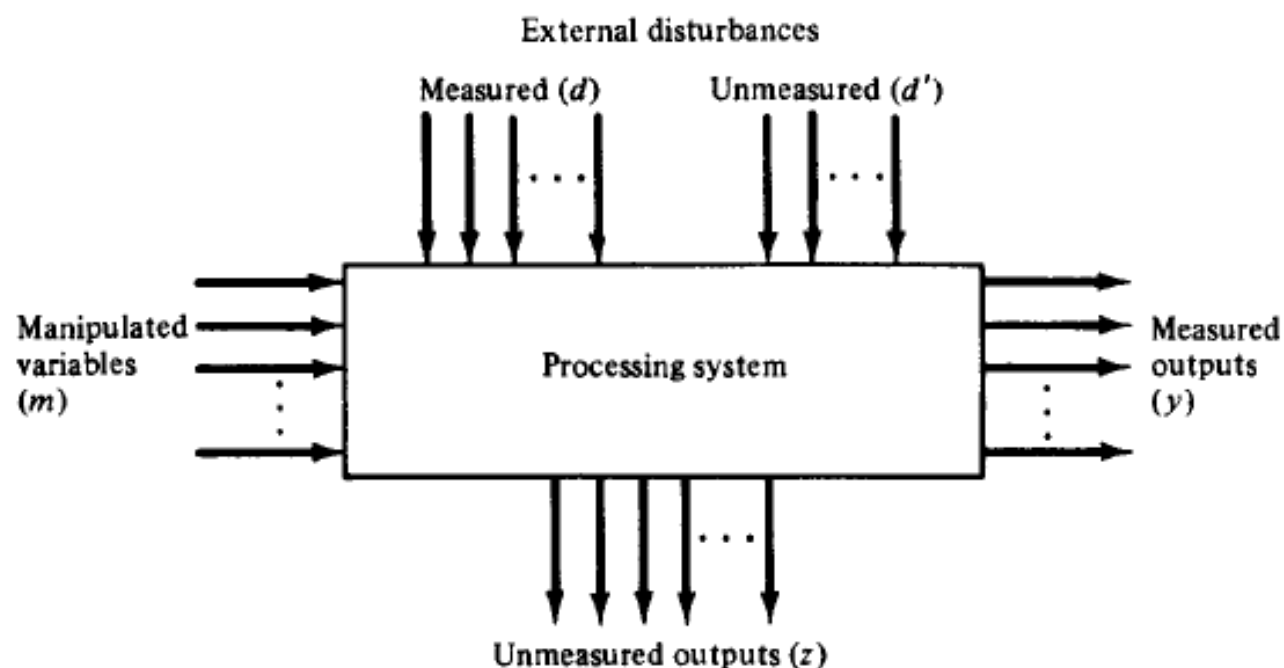 External disturbances
Measured (d)
Unmeasured (d')
Manipulated
variables
(m)
Processing system
Measured
outputs
(y)
Unmeasured outputs (z)